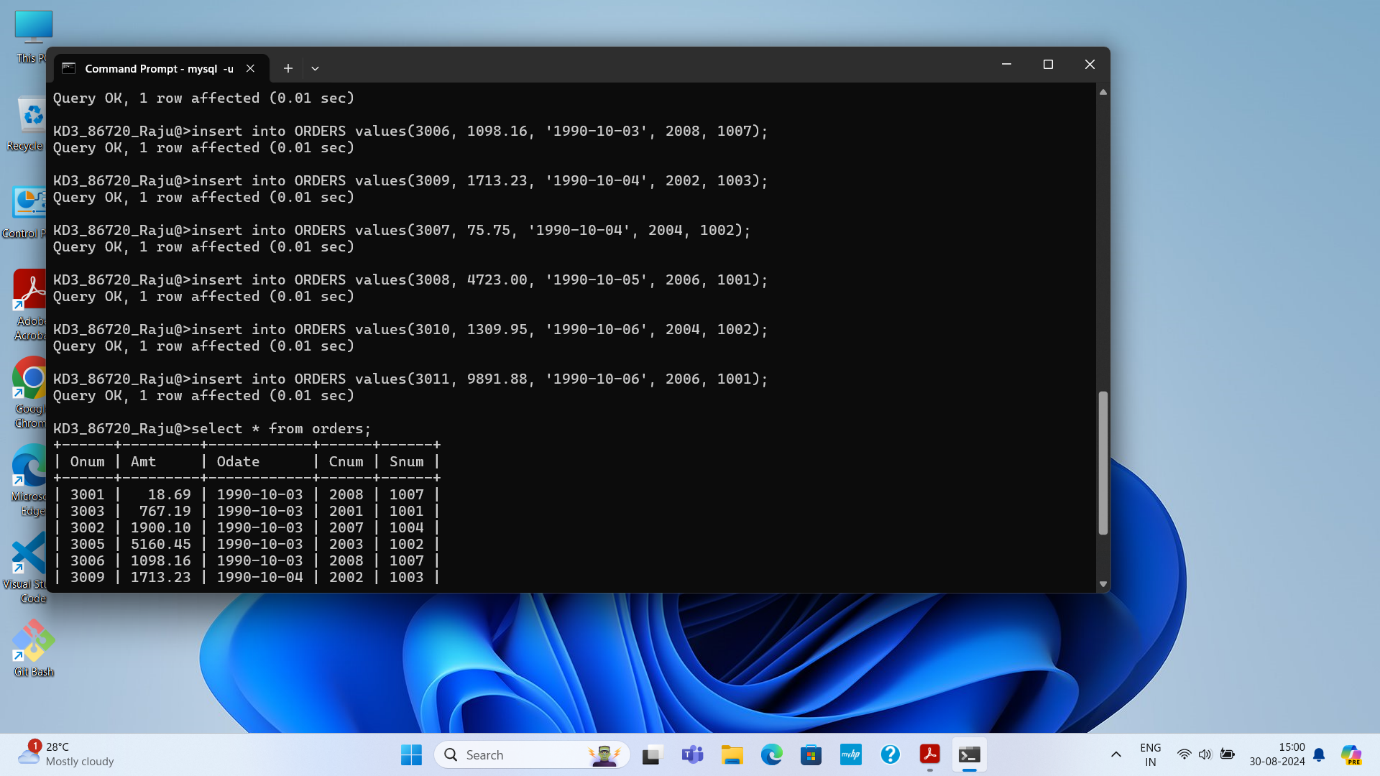 This P
Recycle
Control P
Adob
Acroba
Googl
Chrom
Micros
Edge
Visual Stu
Code
Git Bash
Command Prompt - mysql -u
Query OK, 1 row affected (0.01 sec)
KD3_86720_Raju@>insert into ORDERS values(3006, 1098.16, '1990-10-03', 2008, 1007);
Query OK, 1 row affected (0.01 sec)
KD3_86720_Raju@>insert into ORDERS values(3009, 1713.23, '1990-10-04', 2002, 1003);
Query OK, 1 row affected (0.01 sec)
KD3_86720_Raju@>insert into ORDERS values(3007, 75.75, '1990-10-04', 2004, 1002);
Query OK, 1 row affected (0.01 sec)
KD3_86720_Raju@>insert into ORDERS values(3008, 4723.00, '1990-10-05', 2006, 1001);
Query OK, 1 row affected (0.01 sec)
KD3_86720_Raju@>insert into ORDERS values(3010, 1309.95, '1990-10-06', 2004, 1002);
Query OK, 1 row affected (0.01 sec)
KD3_86720_Raju@>insert into ORDERS values(3011, 9891.88, '1990-10-06', 2006, 1001);
Query OK, 1 row affected (0.01 sec)
KD3_86720_Raju@>select * from orders;
+------+---------+------------+------+------+
| Onum | Amt     | Odate      | Cnum | Snum |
+------+---------+------------+------+------+
| 3001 |   18.69 | 1990-10-03 | 2008 | 1007 |
| 3003 |  767.19 | 1990-10-03 | 2001 | 1001 |
| 3002 | 1900.10 | 1990-10-03 | 2007 | 1004 |
| 3005 | 5160.45 | 1990-10-03 | 2003 | 1002 |
| 3006 | 1098.16 | 1990-10-03 | 2008 | 1007 |
| 3009 | 1713.23 | 1990-10-04 | 2002 | 1003 |
1
28°C
Mostly cloudy
Search
myhp
ENG
IN
15:00
30-08-2024
PRE